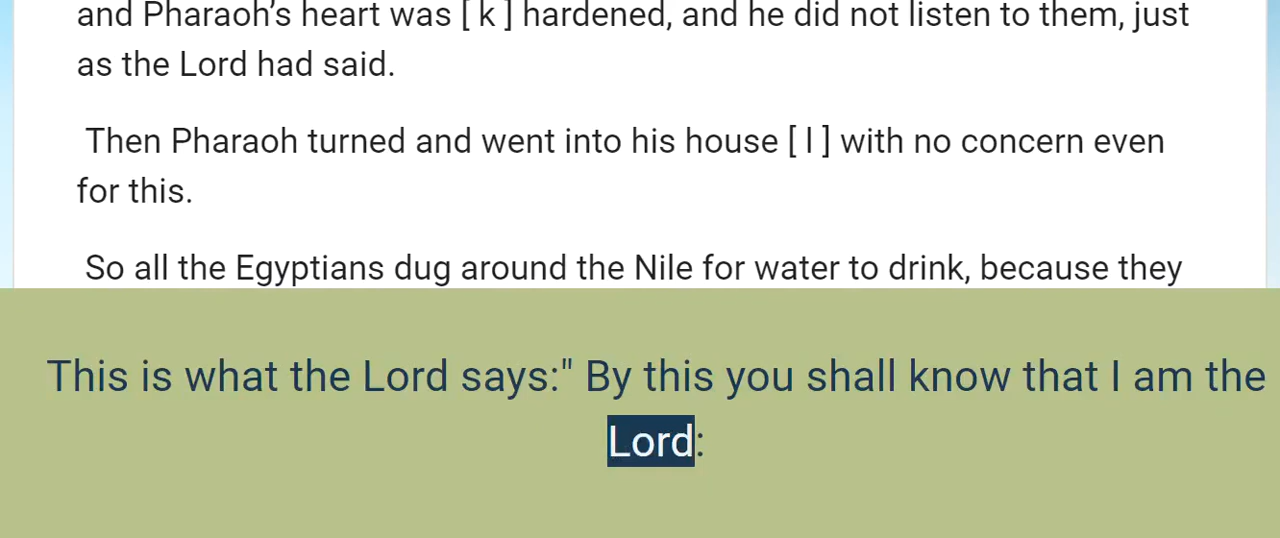 and Pharaoh’s heart was [ k ] hardened, and he did not listen to them, just
as the Lord had said.
Then Pharaoh turned and went into his house [ l ] with no concern even
for this.
So all the Egyptians dug around the Nile for water to drink, because they
This is what the Lord says:" By this you shall know that I am the
Lord: